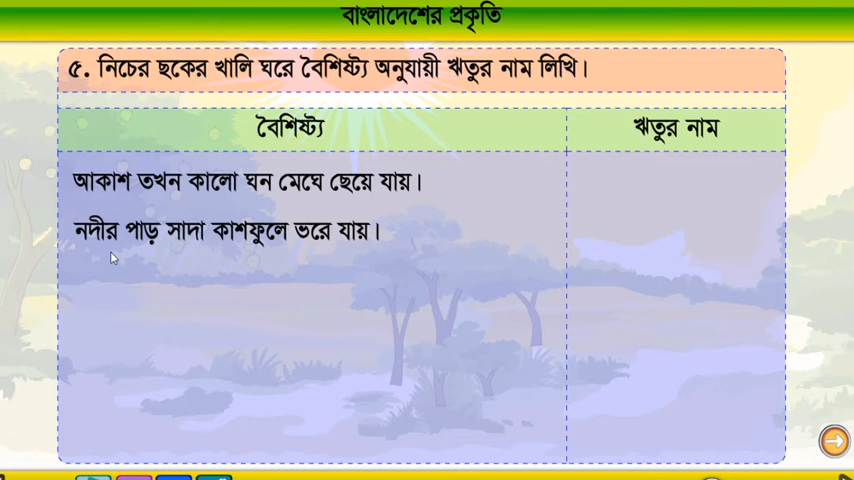 বাংলাদেশের প্রকৃতি
৫. নিচের ছকের খালি ঘরে বৈশিষ্ট্য অনুযায়ী ঋতুর নাম লিখি।
বৈশিষ্ট্য ঋতুর নাম
আকাশ তখন কালো ঘন মেঘে ছেয়ে যায়।
নদীর পাড় সাদা কাশফুলে ভরে যায়।